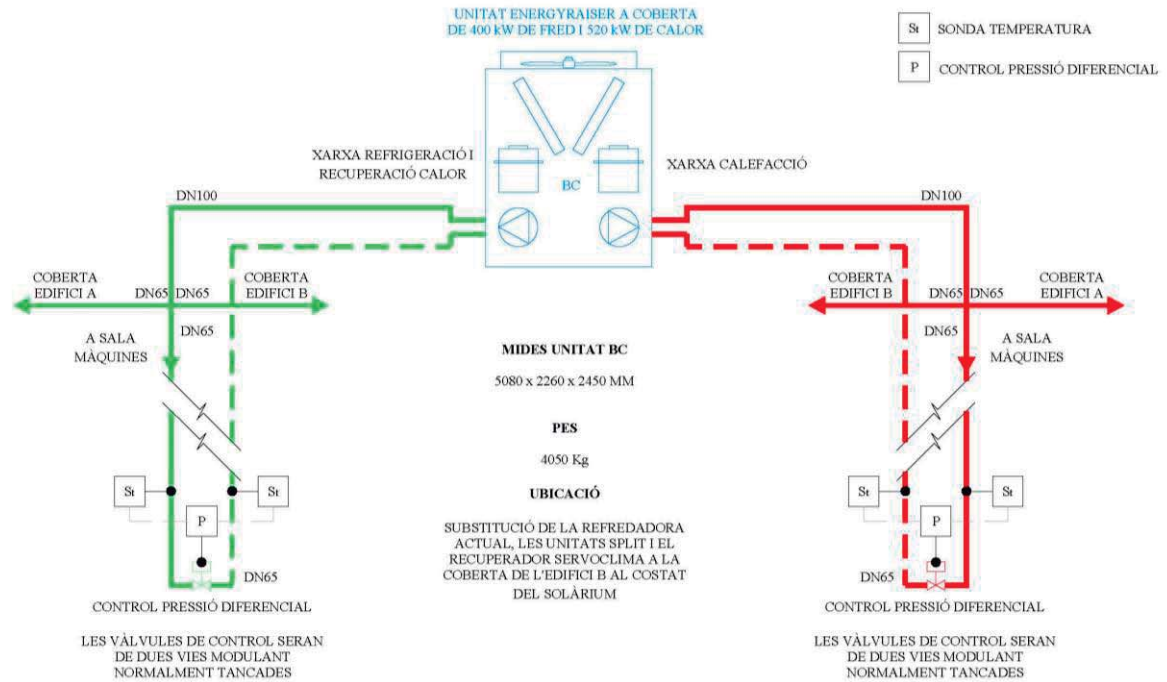 UNITAT ENERGYRAISER A COBERTA
DE 400 kW DE FRED I 520 kW DE CALOR
St SONDA TEMPERATURA
P CONTROL PRESSIÓ DIFERENCIAL
XARXA REFRIGERACIÓ I
RECUPERACIÓ CALOR
BC
XARXA CALEFACCIÓ
DN100
DN100
COBERTA
EDIFICI A
DN65
DN65
COBERTA
EDIFICI B
COBERTA
EDIFICI B
DN65
DN65
COBERTA
EDIFICI A
DN65
A SALA
MÀQUINES
DN65
A SALA
MÀQUINES
MIDES UNITAT BC
5080 x 2260 x 2450 MM
PES
4050 Kg
UBICACIÓ
SUBSTITUCIÓ DE LA REFREDADORA
ACTUAL, LES UNITATS SPLIT I EL
RECUPERADOR SERVOCLIMA A LA
COBERTA DE L'EDIFICI B AL COSTAT
DEL SOLÀRIUM
St
St
P
DN65
CONTROL PRESSIÓ DIFERENCIAL
LES VÀLVULES DE CONTROL SERAN
DE DUES VIES MODULANT
NORMALMENT TANCADES
St
St
P
DN65
CONTROL PRESSIÓ DIFERENCIAL
LES VÀLVULES DE CONTROL SERAN
DE DUES VIES MODULANT
NORMALMENT TANCADES